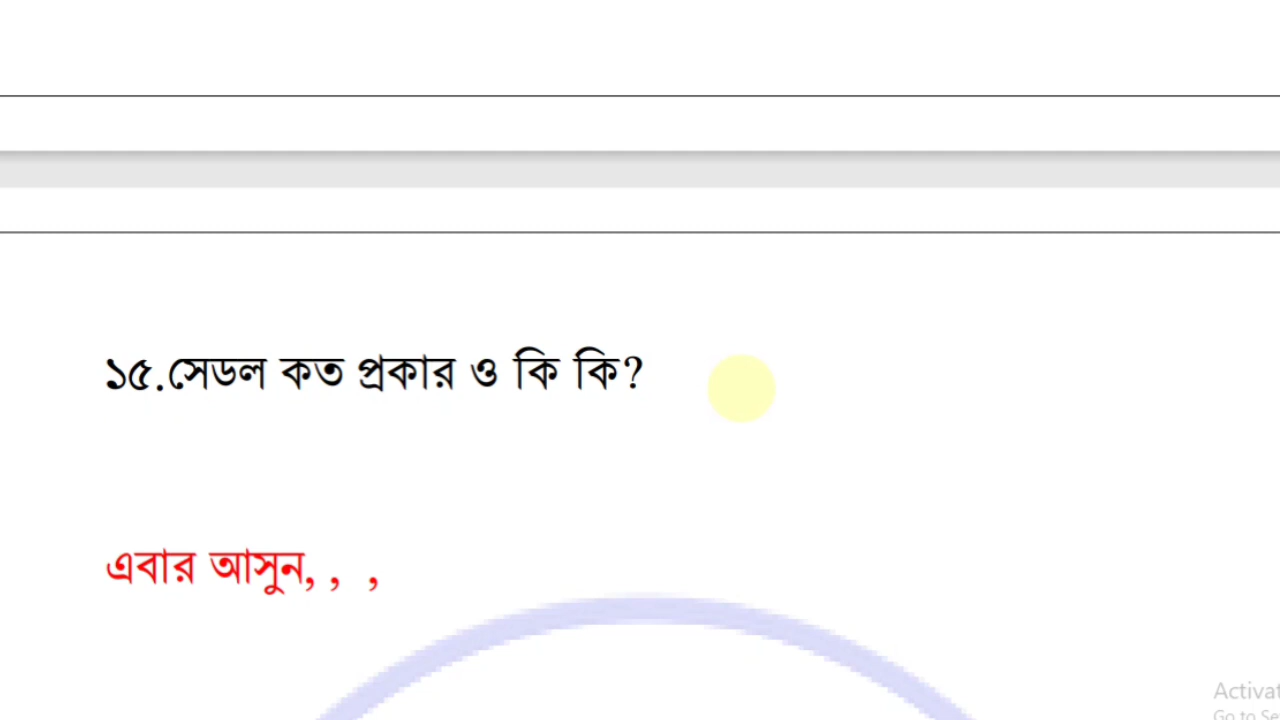 ১৫.সেডল কত প্রকার ও কি কি?
এবার আসুন, ,  ,
Activat
Go to Se